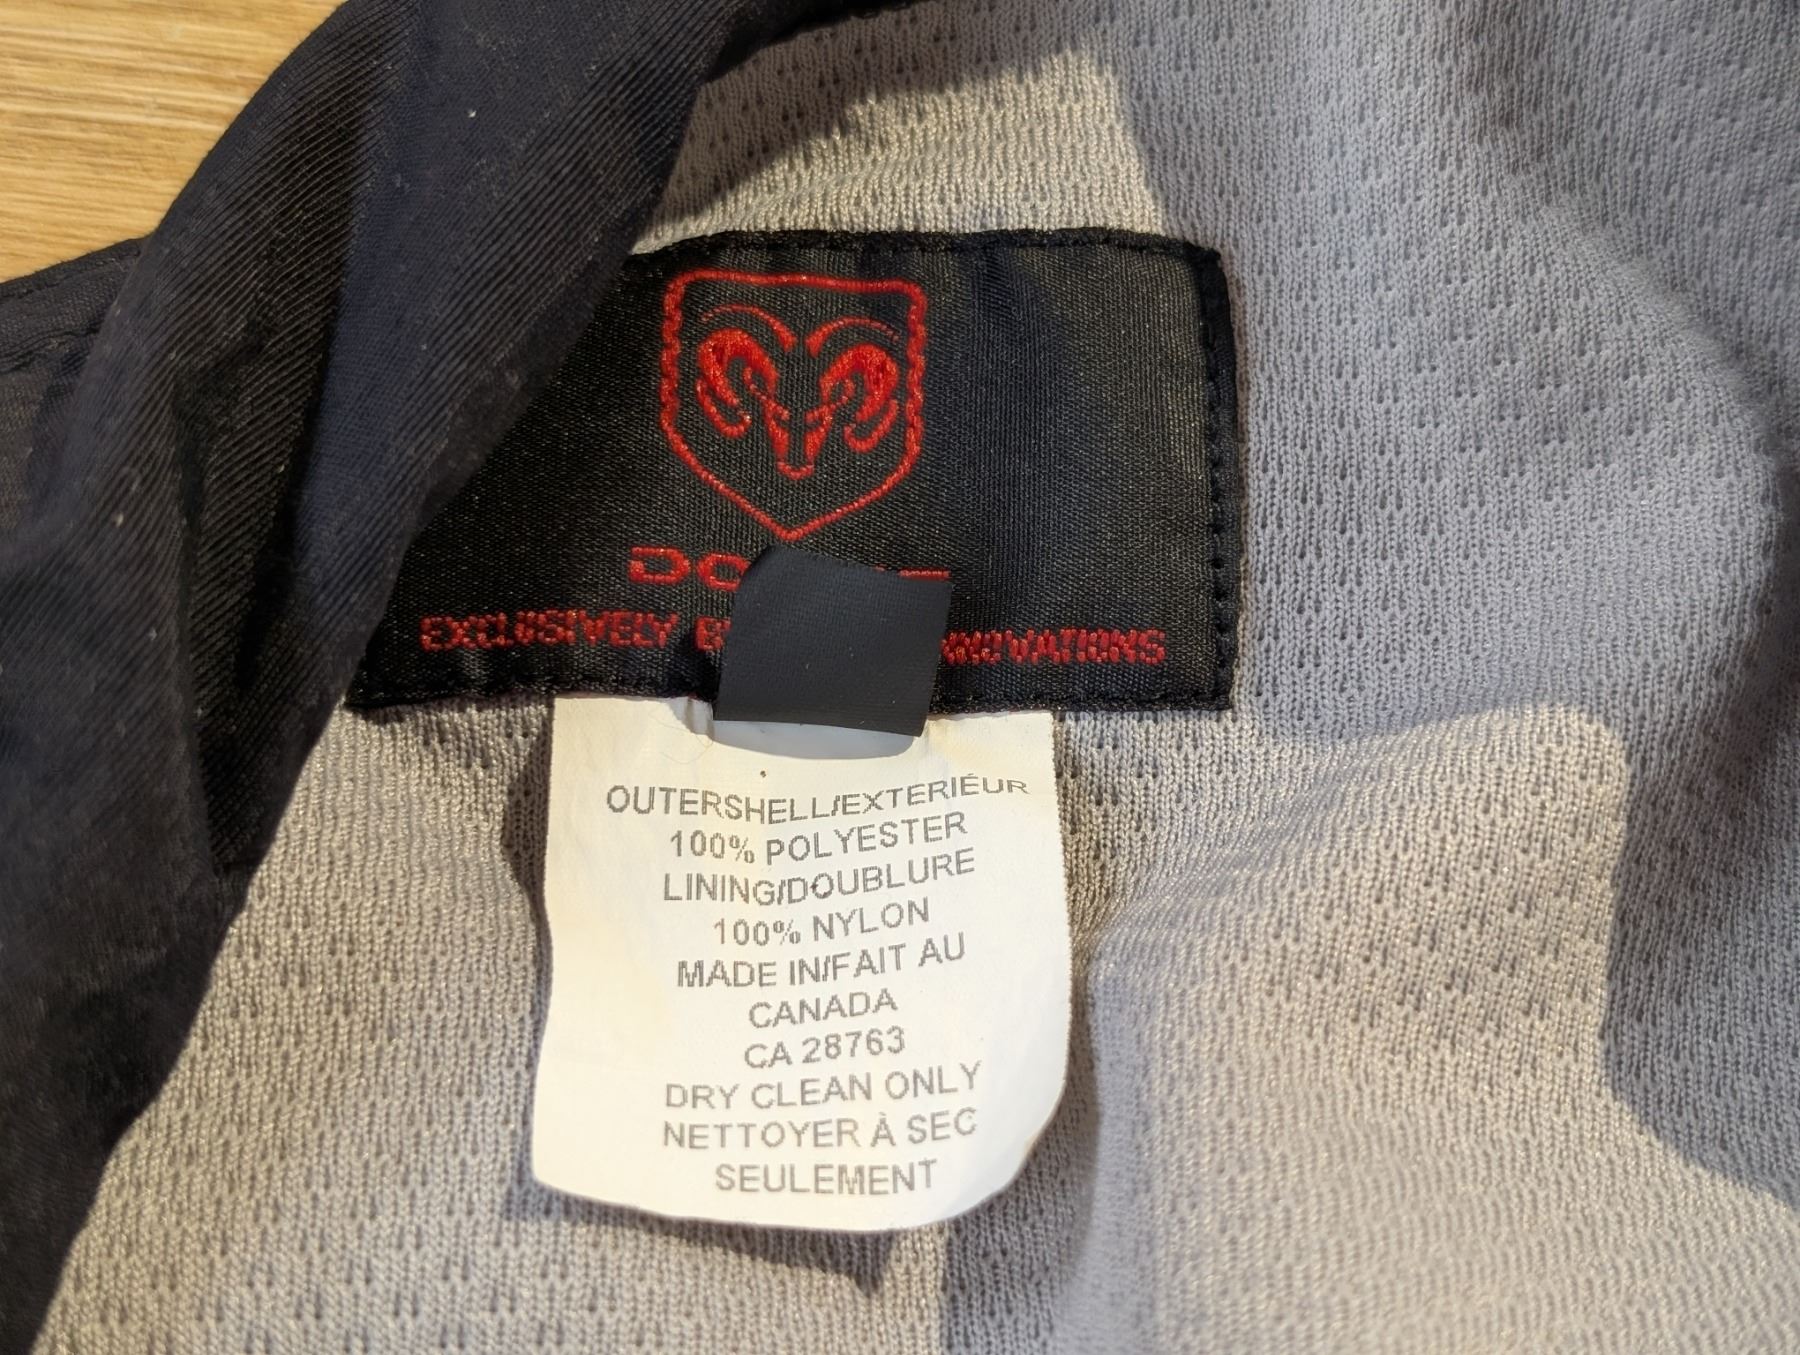 EXCLUSIVELY
OUTERSHELL/EXTERIÉUR
100% POLYESTER
LINING/DOUBLURE
100% NYLON
MADE IN/FAIT AU
CANADA
CA 28763
DRY CLEAN ONLY
NETTOYER À SEC
SEULEMENT